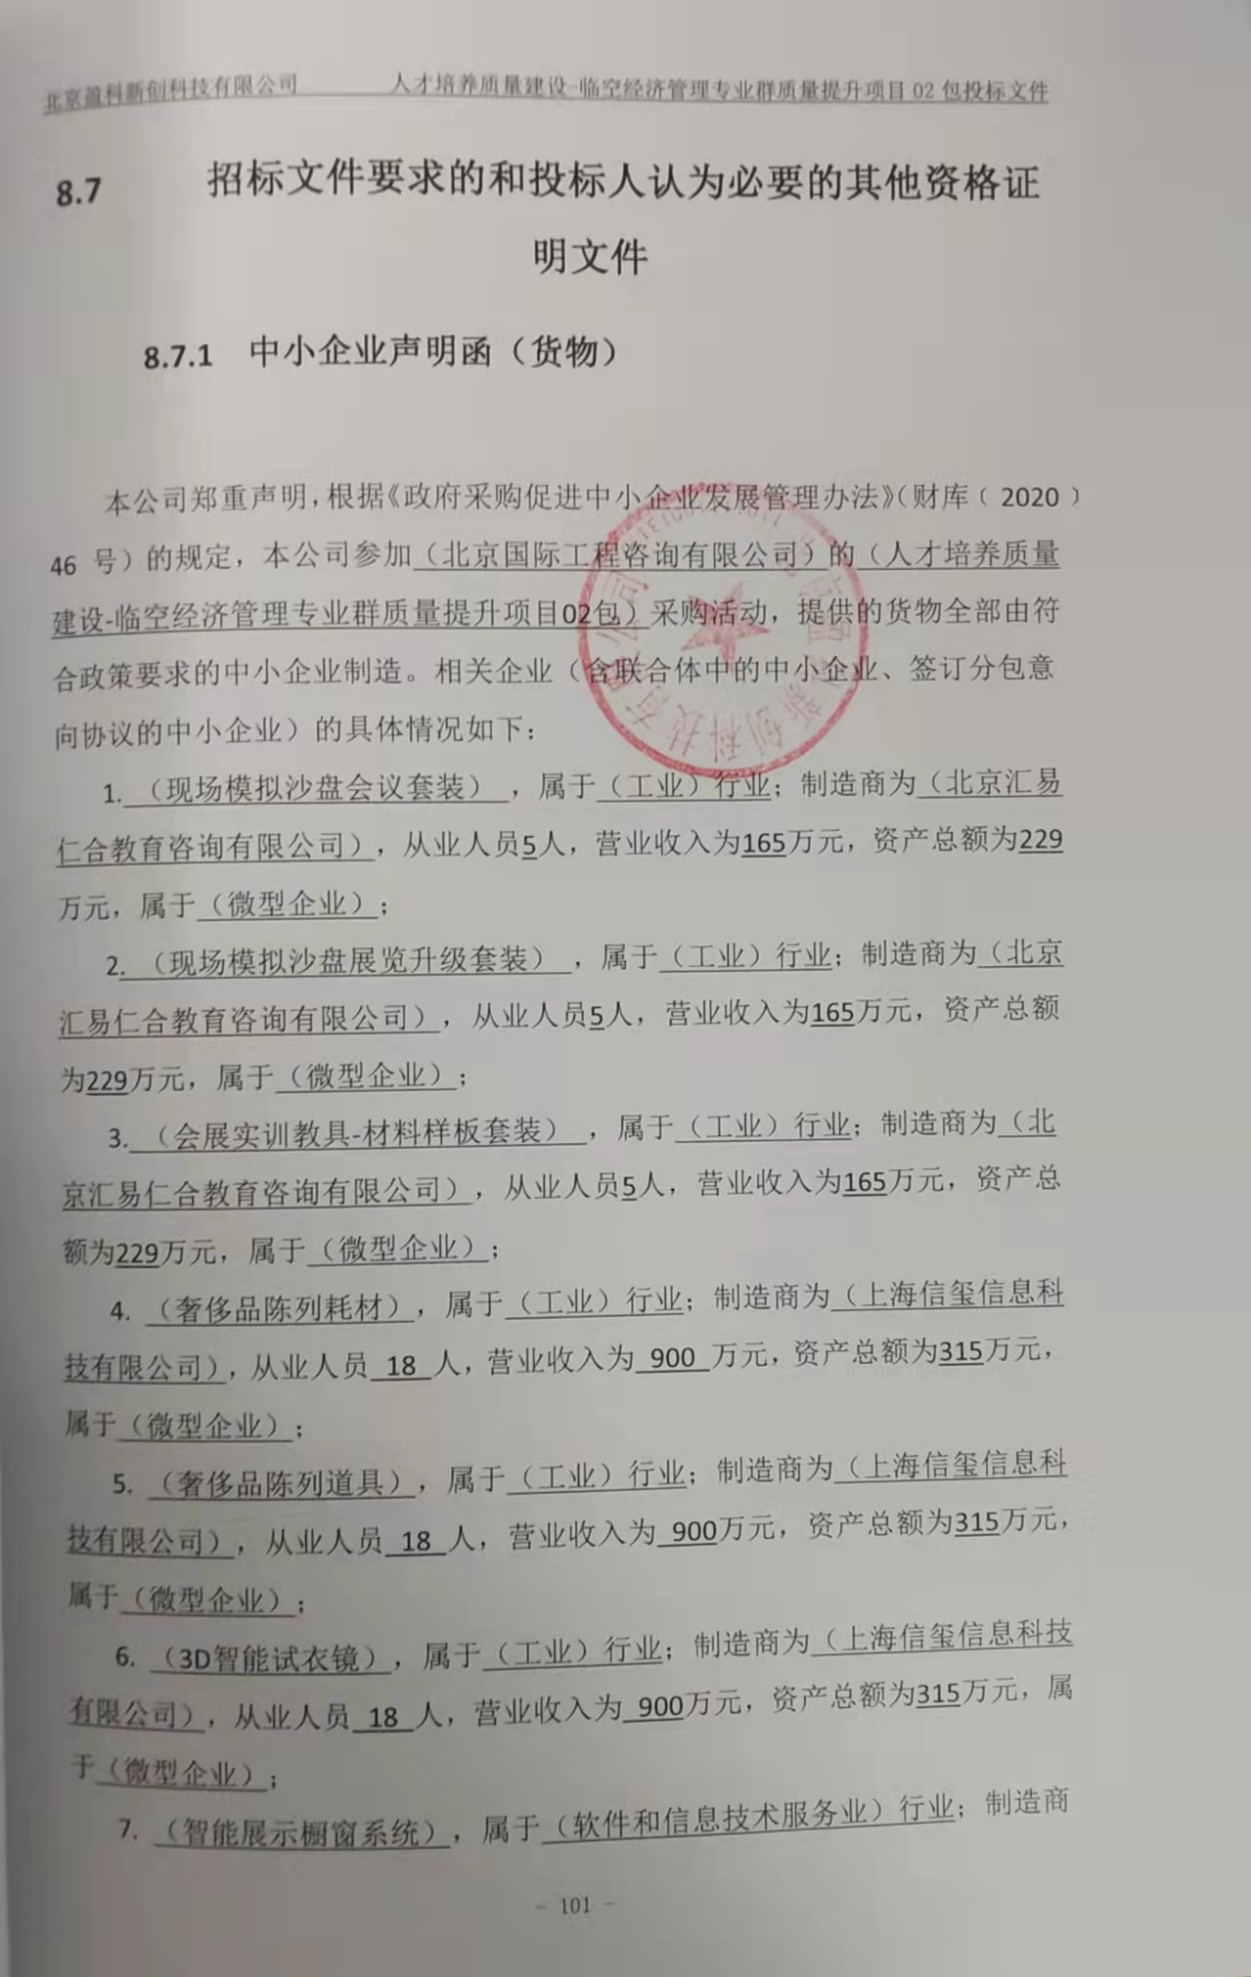 北京盈科新创科技有限公司 人才培养质量建设-临空经济管理专业群质量提升项目 02 包投标文件
8.7 招标文件要求的和投标人认为必要的其他资格证
明文件
8.7.1 中小企业声明函（货物）
本公司郑重声明，根据《政府采购促进中小企业发展管理办法》（财库﹝2020﹞
46 号）的规定，本公司参加（北京国际工程咨询有限公司）的（人才培养质量
建设-临空经济管理专业群质量提升项目02包）采购活动，提供的货物全部由符
合政策要求的中小企业制造。相关企业（含联合体中的中小企业、签订分包意
向协议的中小企业）的具体情况如下：
1. （现场模拟沙盘会议套装），属于（工业）行业；制造商为（北京汇易
仁合教育咨询有限公司），从业人员5人，营业收入为165万元，资产总额为229
万元，属于（微型企业）；
2. （现场模拟沙盘展览升级套装），属于（工业）行业；制造商为（北京
汇易仁合教育咨询有限公司），从业人员5人，营业收入为165万元，资产总额
为229万元，属于（微型企业）；
3. （会展实训教具-材料样板套装），属于（工业）行业；制造商为（北
京汇易仁合教育咨询有限公司），从业人员5人，营业收入为165万元，资产总
额为229万元，属于（微型企业）；
4. （奢侈品陈列耗材），属于（工业）行业；制造商为（上海信玺信息科
技有限公司），从业人员 18 人，营业收入为 900 万元，资产总额为315万元，
属于（微型企业）；
5. （奢侈品陈列道具），属于（工业）行业；制造商为（上海信玺信息科
技有限公司），从业人员 18 人，营业收入为 900万元，资产总额为315万元，
属于（微型企业）；
6. （3D智能试衣镜），属于（工业）行业；制造商为（上海信玺信息科技
有限公司），从业人员 18 人，营业收入为 900万元，资产总额为315万元，属
于（微型企业）；
7. （智能展示橱窗系统），属于（软件和信息技术服务业）行业；制造商
- 101 -